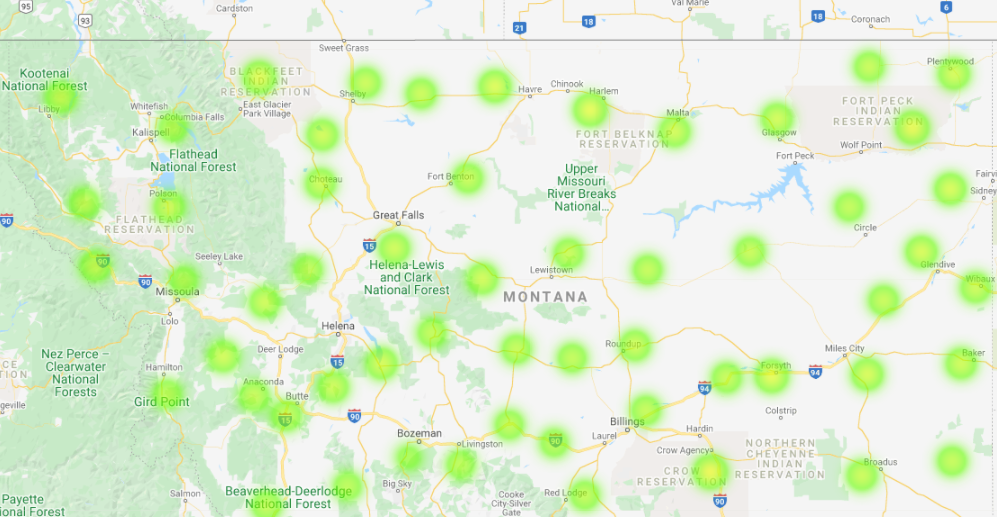 95
93
Cardston
21
18
Val Marie
18
Coronach
6
Sweet Grass
Kootenai
National Forest
Libby
BLACKFEET
INDIAN
RESERVATION
East Glacier
Park Village
Shelby
Havre
Chinook
Harlem
Plentywood
Whitefish
Columbia Falls
Kalispell
Malta
FORT BELKNAP
RESERVATION
Glasgow
FORT PECK
INDIAN
RESERVATION
Wolf Point
Fort Peck
Flathead
National Forest
Choteau
Fort Benton
Upper
Missouri
River Breaks
National...
Fairvi
Sidney
Polson
FLATHEAD
RESERVATION
90
Great Falls
15
Circle
Seeley Lake
90
90
Missoula
Lolo
Helena-Lewis
and Clark
National Forest
Lewistown
MONTANA
Glendive
Wibaux
Helena
Nez Perce –
Clearwater
National
Forests
Deer Lodge
15
Roundup
Miles City
Baker
Hamilton
Gird Point
Anaconda
Butte
15
90
Forsyth
94
94
Colstrip
CE
ON
geville
Bozeman
Livingston
90
Billings
Laurel
Hardin
Crow Agency
CROW
RESERVATION
NORTHERN
CHEYENNE
INDIAN
RESERVATION
Broadus
Big Sky
Salmon
Beaverhead-Deerlodge
National Forest
Cooke
City-Silver
Gate
Red Lodge
90
Payette
National Forest